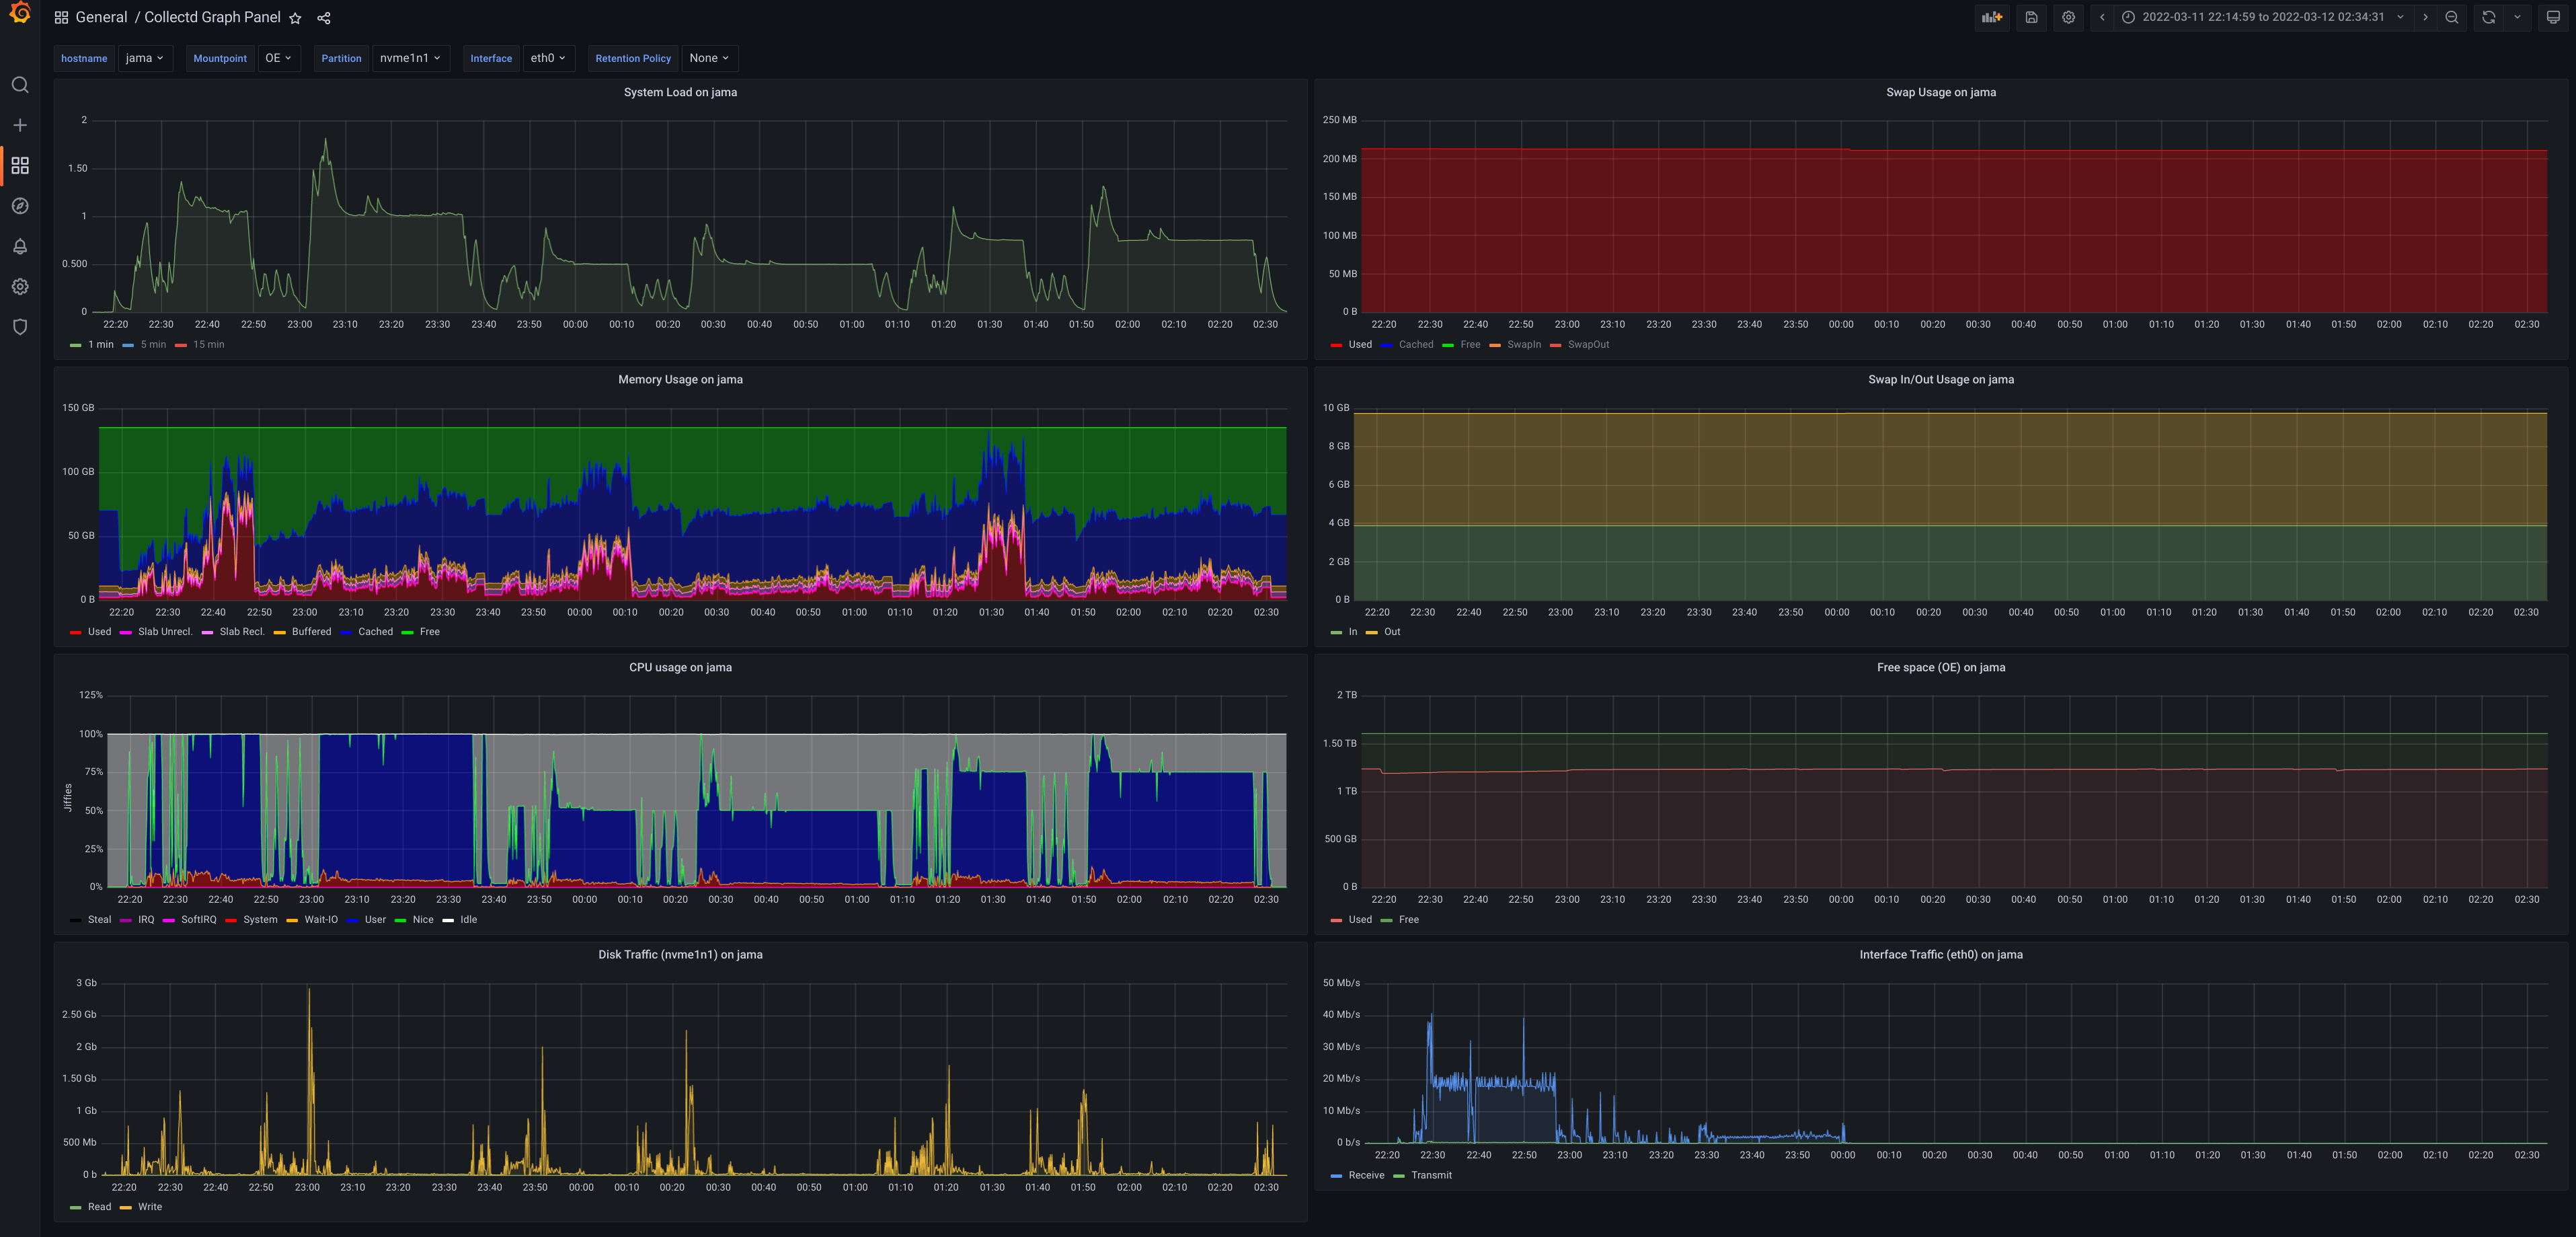 General / Collectd Graph Panel
2022-03-11 22:14:59 to 2022-03-12 02:34:31
hostname jama Mountpoint OE Partition nvme1n1 Interface eth0 Retention Policy None
System Load on jama
2
1.50
1
0.500
0
22:20 22:30 22:40 22:50 23:00 23:10 23:20 23:30 23:40 23:50 00:00 00:10 00:20 00:30 00:40 00:50 01:00 01:10 01:20 01:30 01:40 01:50 02:00 02:10 02:20 02:30
1 min 5 min 15 min
Swap Usage on jama
250 MB
200 MB
150 MB
100 MB
50 MB
0 B
22:20 22:30 22:40 22:50 23:00 23:10 23:20 23:30 23:40 23:50 00:00 00:10 00:20 00:30 00:40 00:50 01:00 01:10 01:20 01:30 01:40 01:50 02:00 02:10 02:20 02:30
Used Cached Free SwapIn SwapOut
Memory Usage on jama
150 GB
100 GB
50 GB
0 B
22:20 22:30 22:40 22:50 23:00 23:10 23:20 23:30 23:40 23:50 00:00 00:10 00:20 00:30 00:40 00:50 01:00 01:10 01:20 01:30 01:40 01:50 02:00 02:10 02:20 02:30
Used Slab Unrecl. Slab Recl. Buffered Cached Free
Swap In/Out Usage on jama
10 GB
8 GB
6 GB
4 GB
2 GB
0 B
22:20 22:30 22:40 22:50 23:00 23:10 23:20 23:30 23:40 23:50 00:00 00:10 00:20 00:30 00:40 00:50 01:00 01:10 01:20 01:30 01:40 01:50 02:00 02:10 02:20 02:30
In Out
CPU usage on jama
Jiffies
125%
100%
75%
50%
25%
0%
22:20 22:30 22:40 22:50 23:00 23:10 23:20 23:30 23:40 23:50 00:00 00:10 00:20 00:30 00:40 00:50 01:00 01:10 01:20 01:30 01:40 01:50 02:00 02:10 02:20 02:30
Steal IRQ SoftIRQ System Wait-IO User Nice Idle
Free space (OE) on jama
2 TB
1.50 TB
1 TB
500 GB
0 B
22:20 22:30 22:40 22:50 23:00 23:10 23:20 23:30 23:40 23:50 00:00 00:10 00:20 00:30 00:40 00:50 01:00 01:10 01:20 01:30 01:40 01:50 02:00 02:10 02:20 02:30
Used Free
Disk Traffic (nvme1n1) on jama
3 Gb
2.50 Gb
2 Gb
1.50 Gb
1 Gb
500 Mb
0 b
22:20 22:30 22:40 22:50 23:00 23:10 23:20 23:30 23:40 23:50 00:00 00:10 00:20 00:30 00:40 00:50 01:00 01:10 01:20 01:30 01:40 01:50 02:00 02:10 02:20 02:30
Read Write
Interface Traffic (eth0) on jama
50 Mb/s
40 Mb/s
30 Mb/s
20 Mb/s
10 Mb/s
0 b/s
22:20 22:30 22:40 22:50 23:00 23:10 23:20 23:30 23:40 23:50 00:00 00:10 00:20 00:30 00:40 00:50 01:00 01:10 01:20 01:30 01:40 01:50 02:00 02:10 02:20 02:30
Receive Transmit